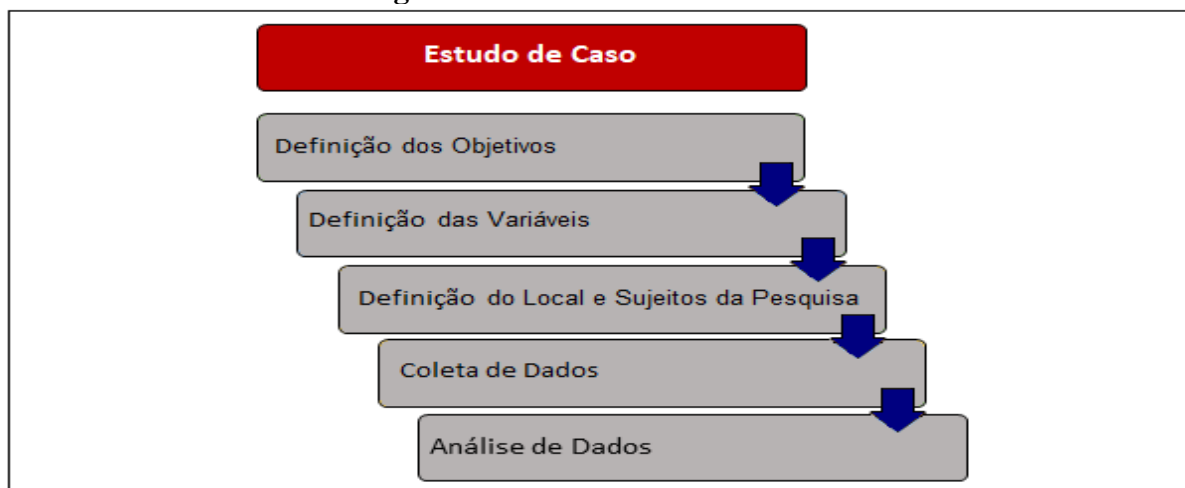 Estudo de Caso
Definição dos Objetivos
Definição das Variáveis
Definição do Local e Sujeitos da Pesquisa
Coleta de Dados
Análise de Dados